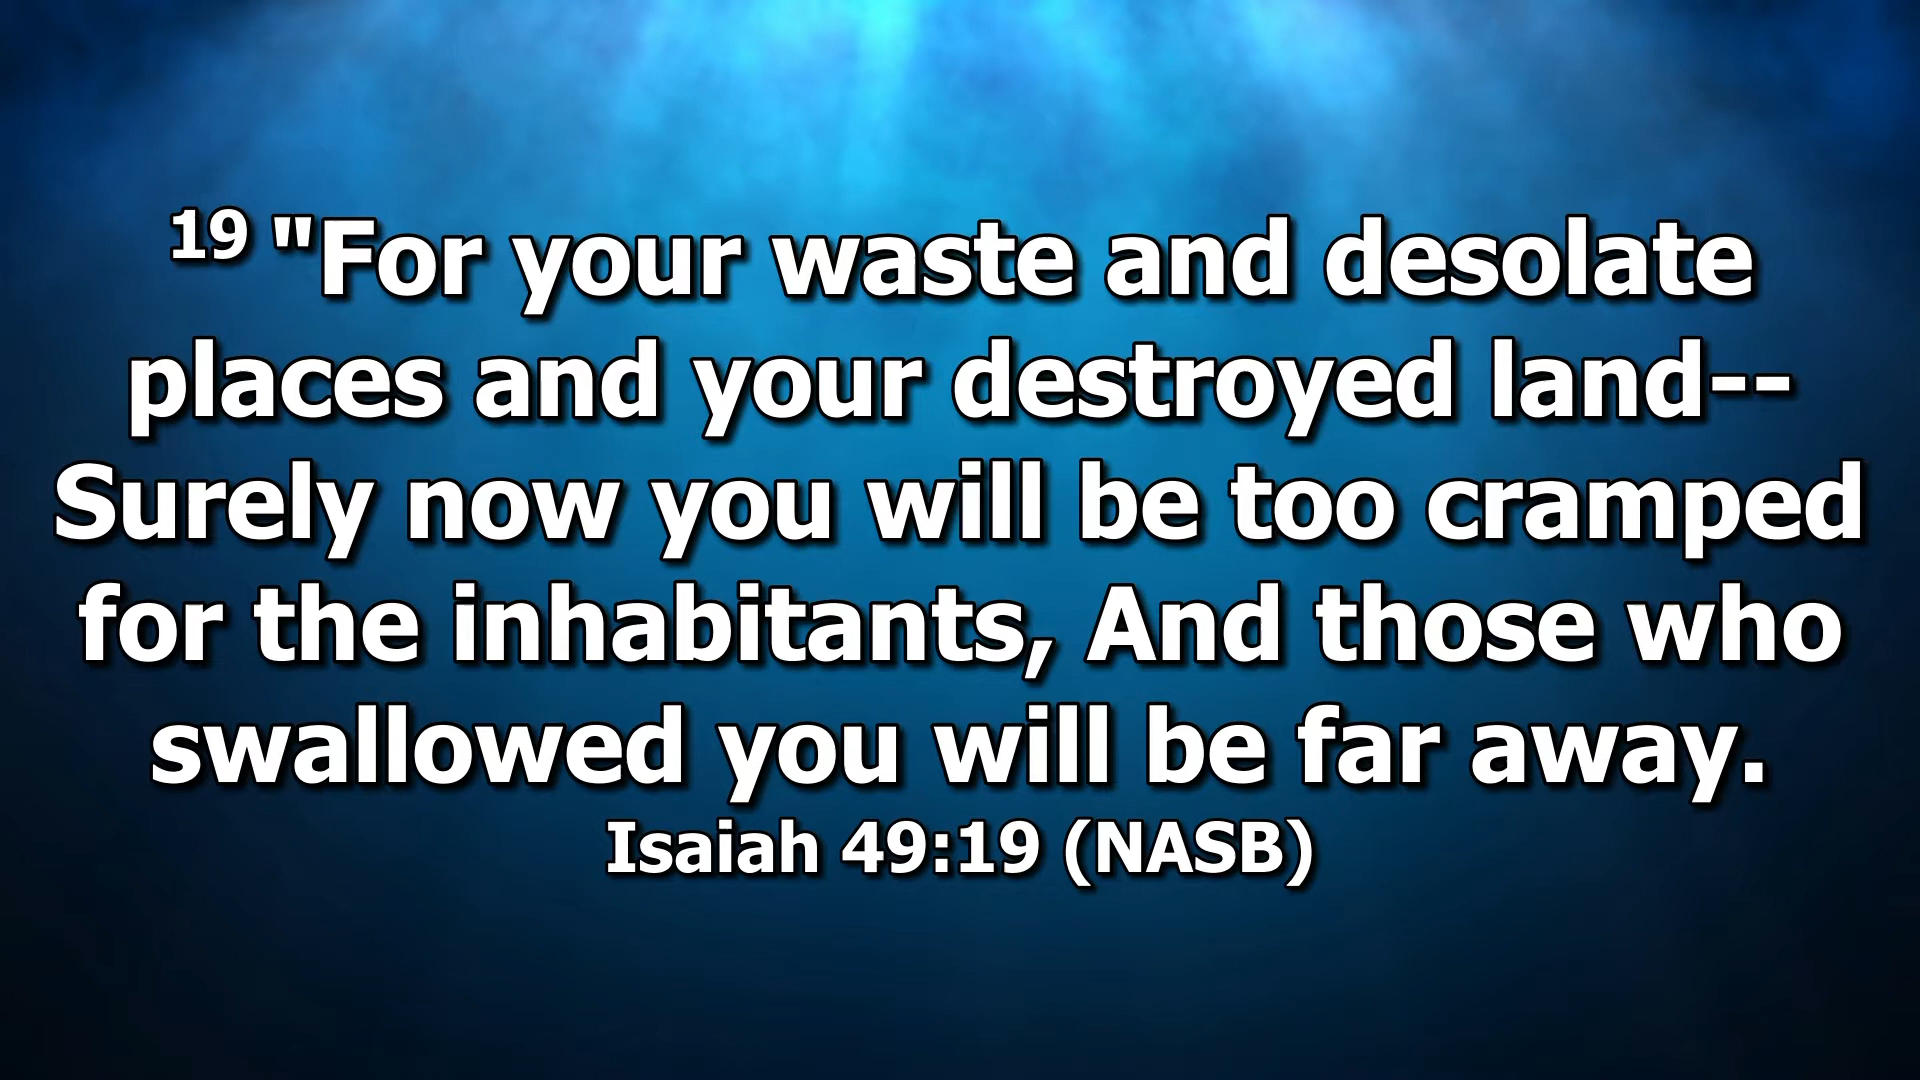 19 "For your waste and desolate
places and your destroyed land--
Surely now you will be too cramped
for the inhabitants, And those who
swallowed you will be far away.
Isaiah 49:19 (NASB)